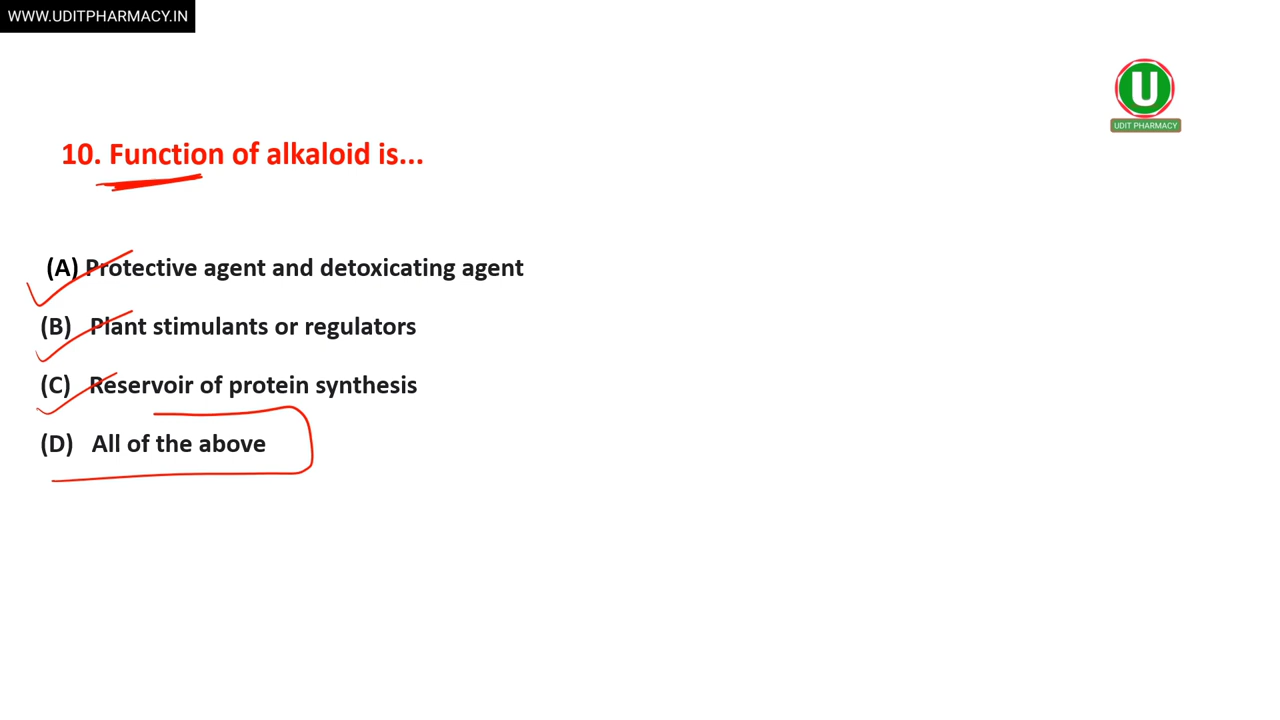 WWW.UDITPHARMACY.IN
U
UDIT PHARMACY
10. Function of alkaloid is...
(A) Protective agent and detoxicating agent
(B) Plant stimulants or regulators
(C) Reservoir of protein synthesis
(D) All of the above